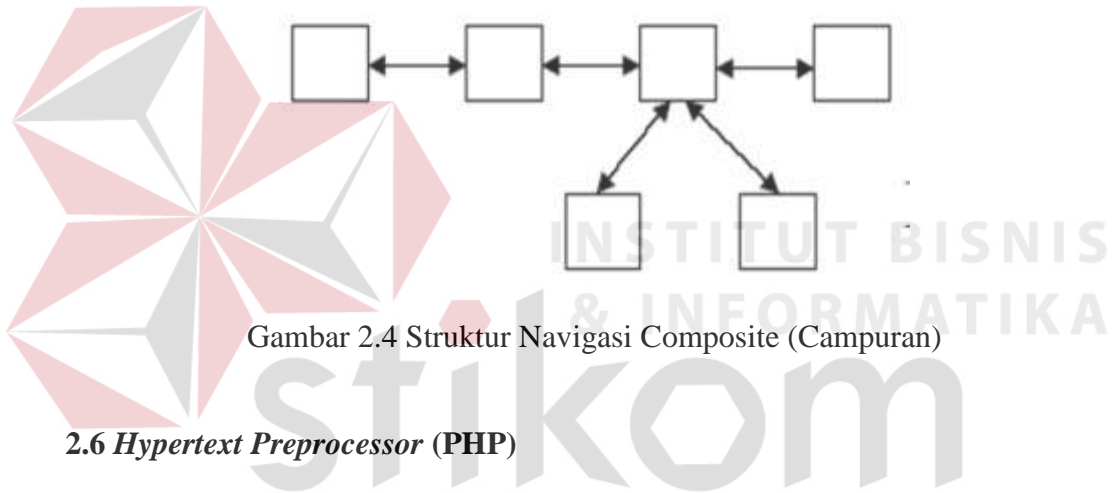 INSTITUT BISNIS
& INFORMATIKA
Gambar 2.4 Struktur Navigasi Composite (Campuran)
stikom
2.6 Hypertext Preprocessor (PHP)